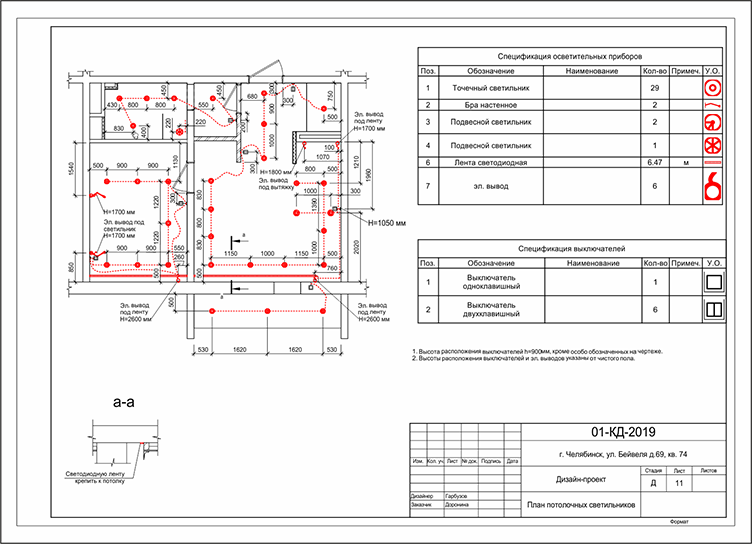 450
550
680
300
900
1000
300
750
500
430 800 800
830
400
220
220
200
Эл. вывод
под ленту
H=1700 мм
1540
1130
500 900 900
300
1220
1220
H=1700 мм
Эл. вывод под
светильник
H=1700 мм
900 900 550
260
500
850
300
H=1800 мм
Эл. вывод
под вытяжку
100
1070
1210
1960
1000
300
1390
H=1050 мм
830
800
830
1000
2020
а
1150 1000 1150
760
500
а
Эл. вывод
под ленту
H=2600 мм
500
Эл. вывод
под ленту
H=2600 мм
530 1620 1620 530
а-а
Светодиодную ленту
крепить к потолку
Спецификация осветительных приборов
Поз. Обозначение Наименование Кол-во Примеч. У.О.
1 Точечный светильник 29
2 Бра настенное 2
3 Подвесной светильник 2
4 Подвесной светильник 1
6 Лента светодиодная 6.47 м
7 эл. вывод 6
Спецификация выключателей
Поз. Обозначение Наименование Кол-во Примеч. У.О.
1 Выключатель одноклавишный 1
2 Выключатель двухклавишный 6
1. Высота расположения выключателей h=900мм, кроме особо обозначенных на чертеже.
2. Высоты расположения выключателей и эл. выводов указаны от чистого пола.
01-КД-2019
г. Челябинск, ул. Бейвеля д.69, кв. 74
Изм. Кол. уч. Лист № док. Подпись Дата
Дизайн-проект
Стадия Лист Листов
Д 11
Дизайнер Гарбузов
Заказчик Доронина
План потолочных светильников
Формат